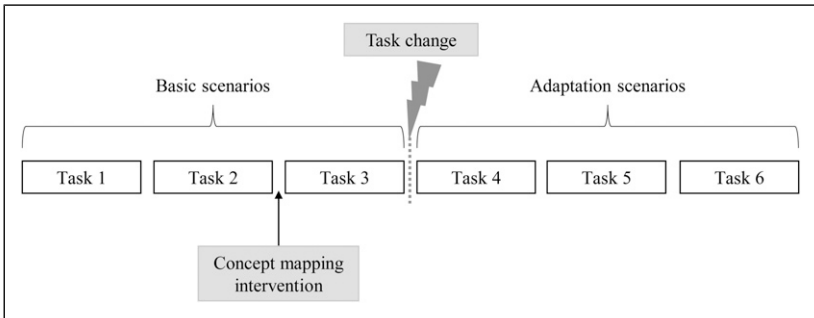 Task change
Basic scenarios
Adaptation scenarios
Task 1
Task 2
Task 3
Task 4
Task 5
Task 6
Concept mapping
intervention